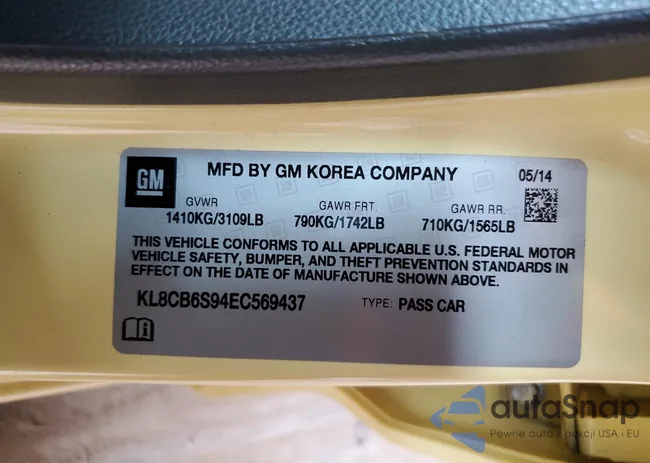 GM
MFD BY GM KOREA COMPANY
05/14
GVWR
GAWR FRT.
GAWR RR.
1410KG/3109LB
790KG/1742LB
710KG/1565LB
THIS VEHICLE CONFORMS TO ALL APPLICABLE U.S. FEDERAL MOTOR
VEHICLE SAFETY, BUMPER, AND THEFT PREVENTION STANDARDS IN
EFFECT ON THE DATE OF MANUFACTURE SHOWN ABOVE.
KL8CB6S94EC569437
TYPE: PASS CAR
autoSnap
Pewne auta z aukcji USA i EU